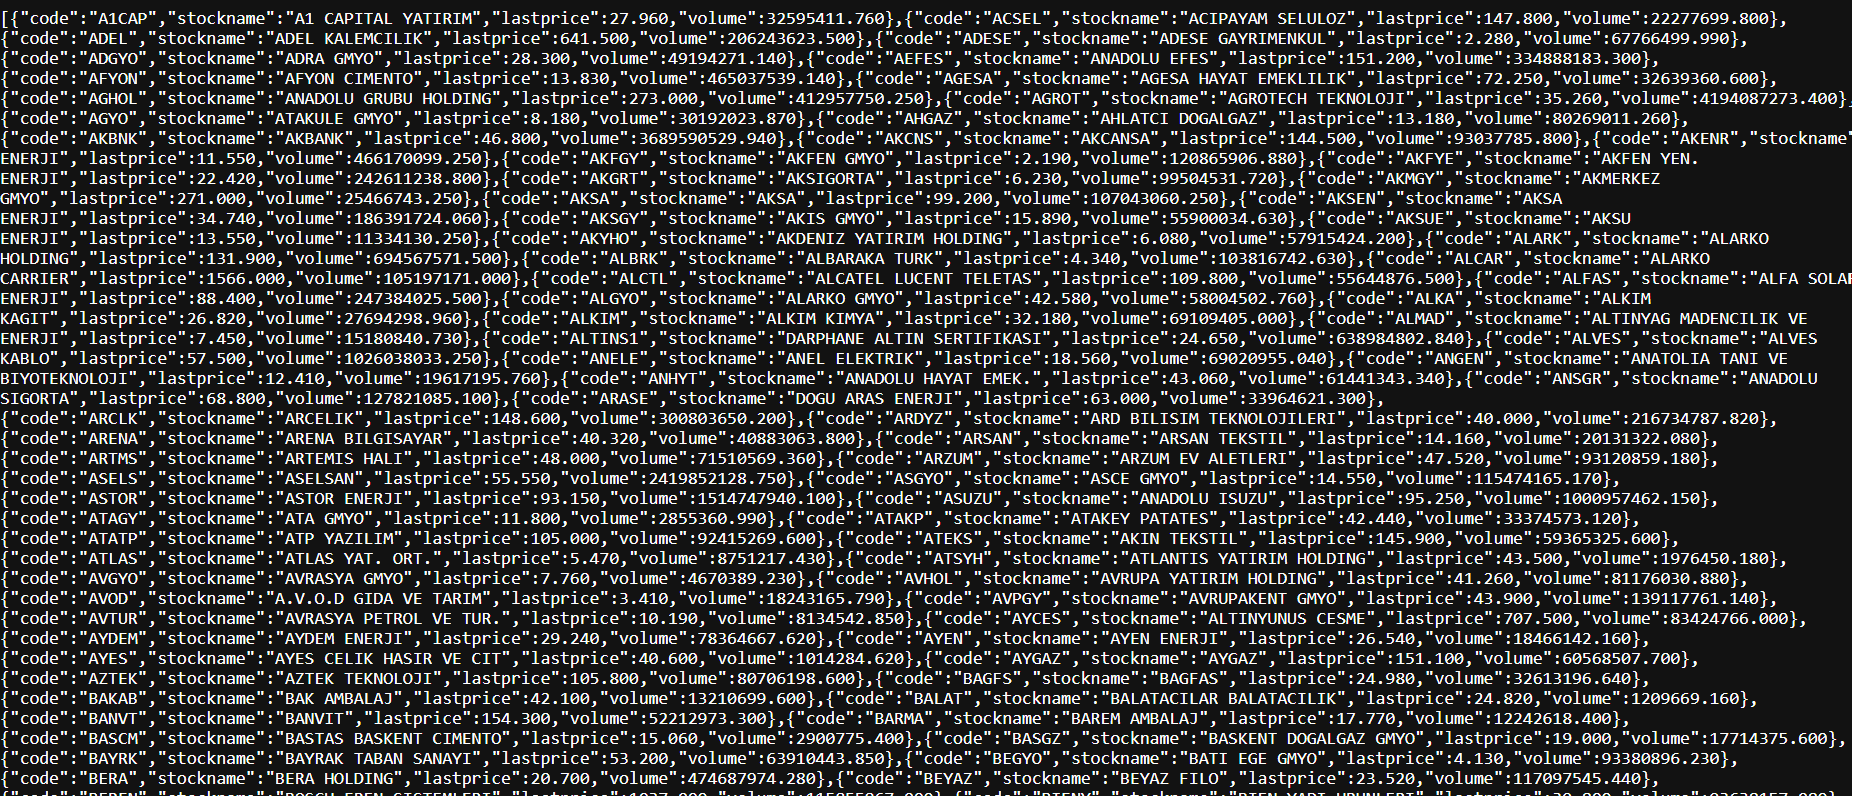 [{"code":"A1CAP","stockname":"A1 CAPITAL YATIRIM","lastprice":27.960,"volume":32595411.760},{"code":"ACSEL","stockname":"ACIPAYAM SELULOZ","lastprice":147.800,"volume":22277699.800},
{"code":"ADEL","stockname":"ADEL KALEMCILIK","lastprice":641.500,"volume":206243623.500},{"code":"ADESE","stockname":"ADESE GAYRIMENKUL","lastprice":2.280,"volume":67766499.990},
{"code":"ADGYO","stockname":"ADRA GMYO","lastprice":28.300,"volume":49194271.140},{"code":"AEFES","stockname":"ANADOLU EFES","lastprice":151.200,"volume":334888183.300},
{"code":"AFYON","stockname":"AFYON CIMENTO","lastprice":13.830,"volume":465037539.140},{"code":"AGESA","stockname":"AGESA HAYAT EMEKLILIK","lastprice":72.250,"volume":32639360.600},
{"code":"AGHOL","stockname":"ANADOLU GRUBU HOLDING","lastprice":273.000,"volume":412957750.250},{"code":"AGROT","stockname":"AGROTECH TEKNOLOJI","lastprice":35.260,"volume":4194087273.400},
{"code":"AGYO","stockname":"ATAKULE GMYO","lastprice":8.180,"volume":30192023.870},{"code":"AHGAZ","stockname":"AHLATCI DOGALGAZ","lastprice":13.180,"volume":80269011.260},
{"code":"AKBNK","stockname":"AKBANK","lastprice":46.800,"volume":3689590529.940},{"code":"AKCNS","stockname":"AKCANSA","lastprice":144.500,"volume":93037785.800},{"code":"AKENR","stockname"
ENERJI","lastprice":11.550,"volume":466170099.250},{"code":"AKFGY","stockname":"AKFEN GMYO","lastprice":2.190,"volume":120865906.880},{"code":"AKFYE","stockname":"AKFEN YEN.
ENERJI","lastprice":22.420,"volume":242611238.800},{"code":"AKGRT","stockname":"AKSIGORTA","lastprice":6.230,"volume":99504531.720},{"code":"AKMGY","stockname":"AKMERKEZ
GMYO","lastprice":271.000,"volume":25466743.250},{"code":"AKSA","stockname":"AKSA","lastprice":99.200,"volume":107043060.250},{"code":"AKSEN","stockname":"AKSA
ENERJI","lastprice":34.740,"volume":186391724.060},{"code":"AKSGY","stockname":"AKIS GMYO","lastprice":15.890,"volume":55900034.630},{"code":"AKSUE","stockname":"AKSU
ENERJI","lastprice":13.550,"volume":11334130.250},{"code":"AKYHO","stockname":"AKDENIZ YATIRIM HOLDING","lastprice":6.080,"volume":57915424.200},{"code":"ALARK","stockname":"ALARKO
HOLDING","lastprice":131.900,"volume":694567571.500},{"code":"ALBRK","stockname":"ALBARAKA TURK","lastprice":4.340,"volume":103816742.630},{"code":"ALCAR","stockname":"ALARKO
CARRIER","lastprice":1566.000,"volume":105197171.000},{"code":"ALCTL","stockname":"ALCATEL LUCENT TELETAS","lastprice":109.800,"volume":55644876.500},{"code":"ALFAS","stockname":"ALFA SOLAR
ENERJI","lastprice":88.400,"volume":247384025.500},{"code":"ALGYO","stockname":"ALARKO GMYO","lastprice":42.580,"volume":58004502.760},{"code":"ALKA","stockname":"ALKIM
KAGIT","lastprice":26.820,"volume":27694298.960},{"code":"ALKIM","stockname":"ALKIM KIMYA","lastprice":32.180,"volume":69109405.000},{"code":"ALMAD","stockname":"ALTINYAG MADENCILIK VE
ENERJI","lastprice":7.450,"volume":15180840.730},{"code":"ALTINS1","stockname":"DARPHANE ALTIN SERTIFIKASI","lastprice":24.650,"volume":638984802.840},{"code":"ALVES","stockname":"ALVES
KABLO","lastprice":57.500,"volume":1026038033.250},{"code":"ANELE","stockname":"ANEL ELEKTRIK","lastprice":18.560,"volume":69020955.040},{"code":"ANGEN","stockname":"ANATOLIA TANI VE
BIYOTEKNOLOJI","lastprice":12.410,"volume":19617195.760},{"code":"ANHYT","stockname":"ANADOLU HAYAT EMEK.","lastprice":43.060,"volume":61441343.340},{"code":"ANSGR","stockname":"ANADOLU
SIGORTA","lastprice":68.800,"volume":127821085.100},{"code":"ARASE","stockname":"DOGU ARAS ENERJI","lastprice":63.000,"volume":33964621.300},
{"code":"ARCLK","stockname":"ARCELIK","lastprice":148.600,"volume":300803650.200},{"code":"ARDYZ","stockname":"ARD BILISIM TEKNOLOJILERI","lastprice":40.000,"volume":216734787.820},
{"code":"ARENA","stockname":"ARENA BILGISAYAR","lastprice":40.320,"volume":40883063.800},{"code":"ARSAN","stockname":"ARSAN TEKSTIL","lastprice":14.160,"volume":20131322.080},
{"code":"ARTMS","stockname":"ARTEMIS HALI","lastprice":48.000,"volume":71510569.360},{"code":"ARZUM","stockname":"ARZUM EV ALETLERI","lastprice":47.520,"volume":93120859.180},
{"code":"ASELS","stockname":"ASELSAN","lastprice":55.550,"volume":2419852128.750},{"code":"ASGYO","stockname":"ASCE GMYO","lastprice":14.550,"volume":115474165.170},
{"code":"ASTOR","stockname":"ASTOR ENERJI","lastprice":93.150,"volume":1514747940.100},{"code":"ASUZU","stockname":"ANADOLU ISUZU","lastprice":95.250,"volume":1000957462.150},
{"code":"ATAGY","stockname":"ATA GMYO","lastprice":11.800,"volume":2855360.990},{"code":"ATAKP","stockname":"ATAKEY PATATES","lastprice":42.440,"volume":33374573.120},
{"code":"ATATP","stockname":"ATP YAZILIM","lastprice":105.000,"volume":92415269.600},{"code":"ATEKS","stockname":"AKIN TEKSTIL","lastprice":145.900,"volume":59365325.600},
{"code":"ATLAS","stockname":"ATLAS YAT. ORT.","lastprice":5.470,"volume":8751217.430},{"code":"ATSYH","stockname":"ATLANTIS YATIRIM HOLDING","lastprice":43.500,"volume":1976450.180},
{"code":"AVGYO","stockname":"AVRASYA GMYO","lastprice":7.760,"volume":4670389.230},{"code":"AVHOL","stockname":"AVRUPA YATIRIM HOLDING","lastprice":41.260,"volume":81176030.880},
{"code":"AVOD","stockname":"A.V.O.D GIDA VE TARIM","lastprice":3.410,"volume":18243165.790},{"code":"AVPGY","stockname":"AVRUPAKENT GMYO","lastprice":43.900,"volume":139117761.140},
{"code":"AVTUR","stockname":"AVRASYA PETROL VE TUR.","lastprice":10.190,"volume":8134542.850},{"code":"AYCES","stockname":"ALTINYUNUS CESME","lastprice":707.500,"volume":83424766.000},
{"code":"AYDEM","stockname":"AYDEM ENERJI","lastprice":29.240,"volume":78364667.620},{"code":"AYEN","stockname":"AYEN ENERJI","lastprice":26.540,"volume":18466142.160},
{"code":"AYES","stockname":"AYES CELIK HASIR VE CIT","lastprice":40.600,"volume":1014284.620},{"code":"AYGAZ","stockname":"AYGAZ","lastprice":151.100,"volume":60568507.700},
{"code":"AZTEK","stockname":"AZTEK TEKNOLOJI","lastprice":105.800,"volume":80706198.600},{"code":"BAGFS","stockname":"BAGFAS","lastprice":24.980,"volume":32613196.640},
{"code":"BAKAB","stockname":"BAK AMBALAJ","lastprice":42.100,"volume":13210699.600},{"code":"BALAT","stockname":"BALATACILAR BALATACILIK","lastprice":24.820,"volume":1209669.160},
{"code":"BANVT","stockname":"BANVIT","lastprice":154.300,"volume":52212973.300},{"code":"BARMA","stockname":"BAREM AMBALAJ","lastprice":17.770,"volume":12242618.400},
{"code":"BASCM","stockname":"BASTAS BASKENT CIMENTO","lastprice":15.060,"volume":2900775.400},{"code":"BASGZ","stockname":"BASKENT DOGALGAZ GMYO","lastprice":19.000,"volume":17714375.600},
{"code":"BAYRK","stockname":"BAYRAK TABAN SANAYI","lastprice":53.200,"volume":63910443.850},{"code":"BEGYO","stockname":"BATI EGE GMYO","lastprice":4.130,"volume":93380896.230},
{"code":"BERA","stockname":"BERA HOLDING","lastprice":20.700,"volume":474687974.280},{"code":"BEYAZ","stockname":"BEYAZ FILO","lastprice":23.520,"volume":117097545.440},